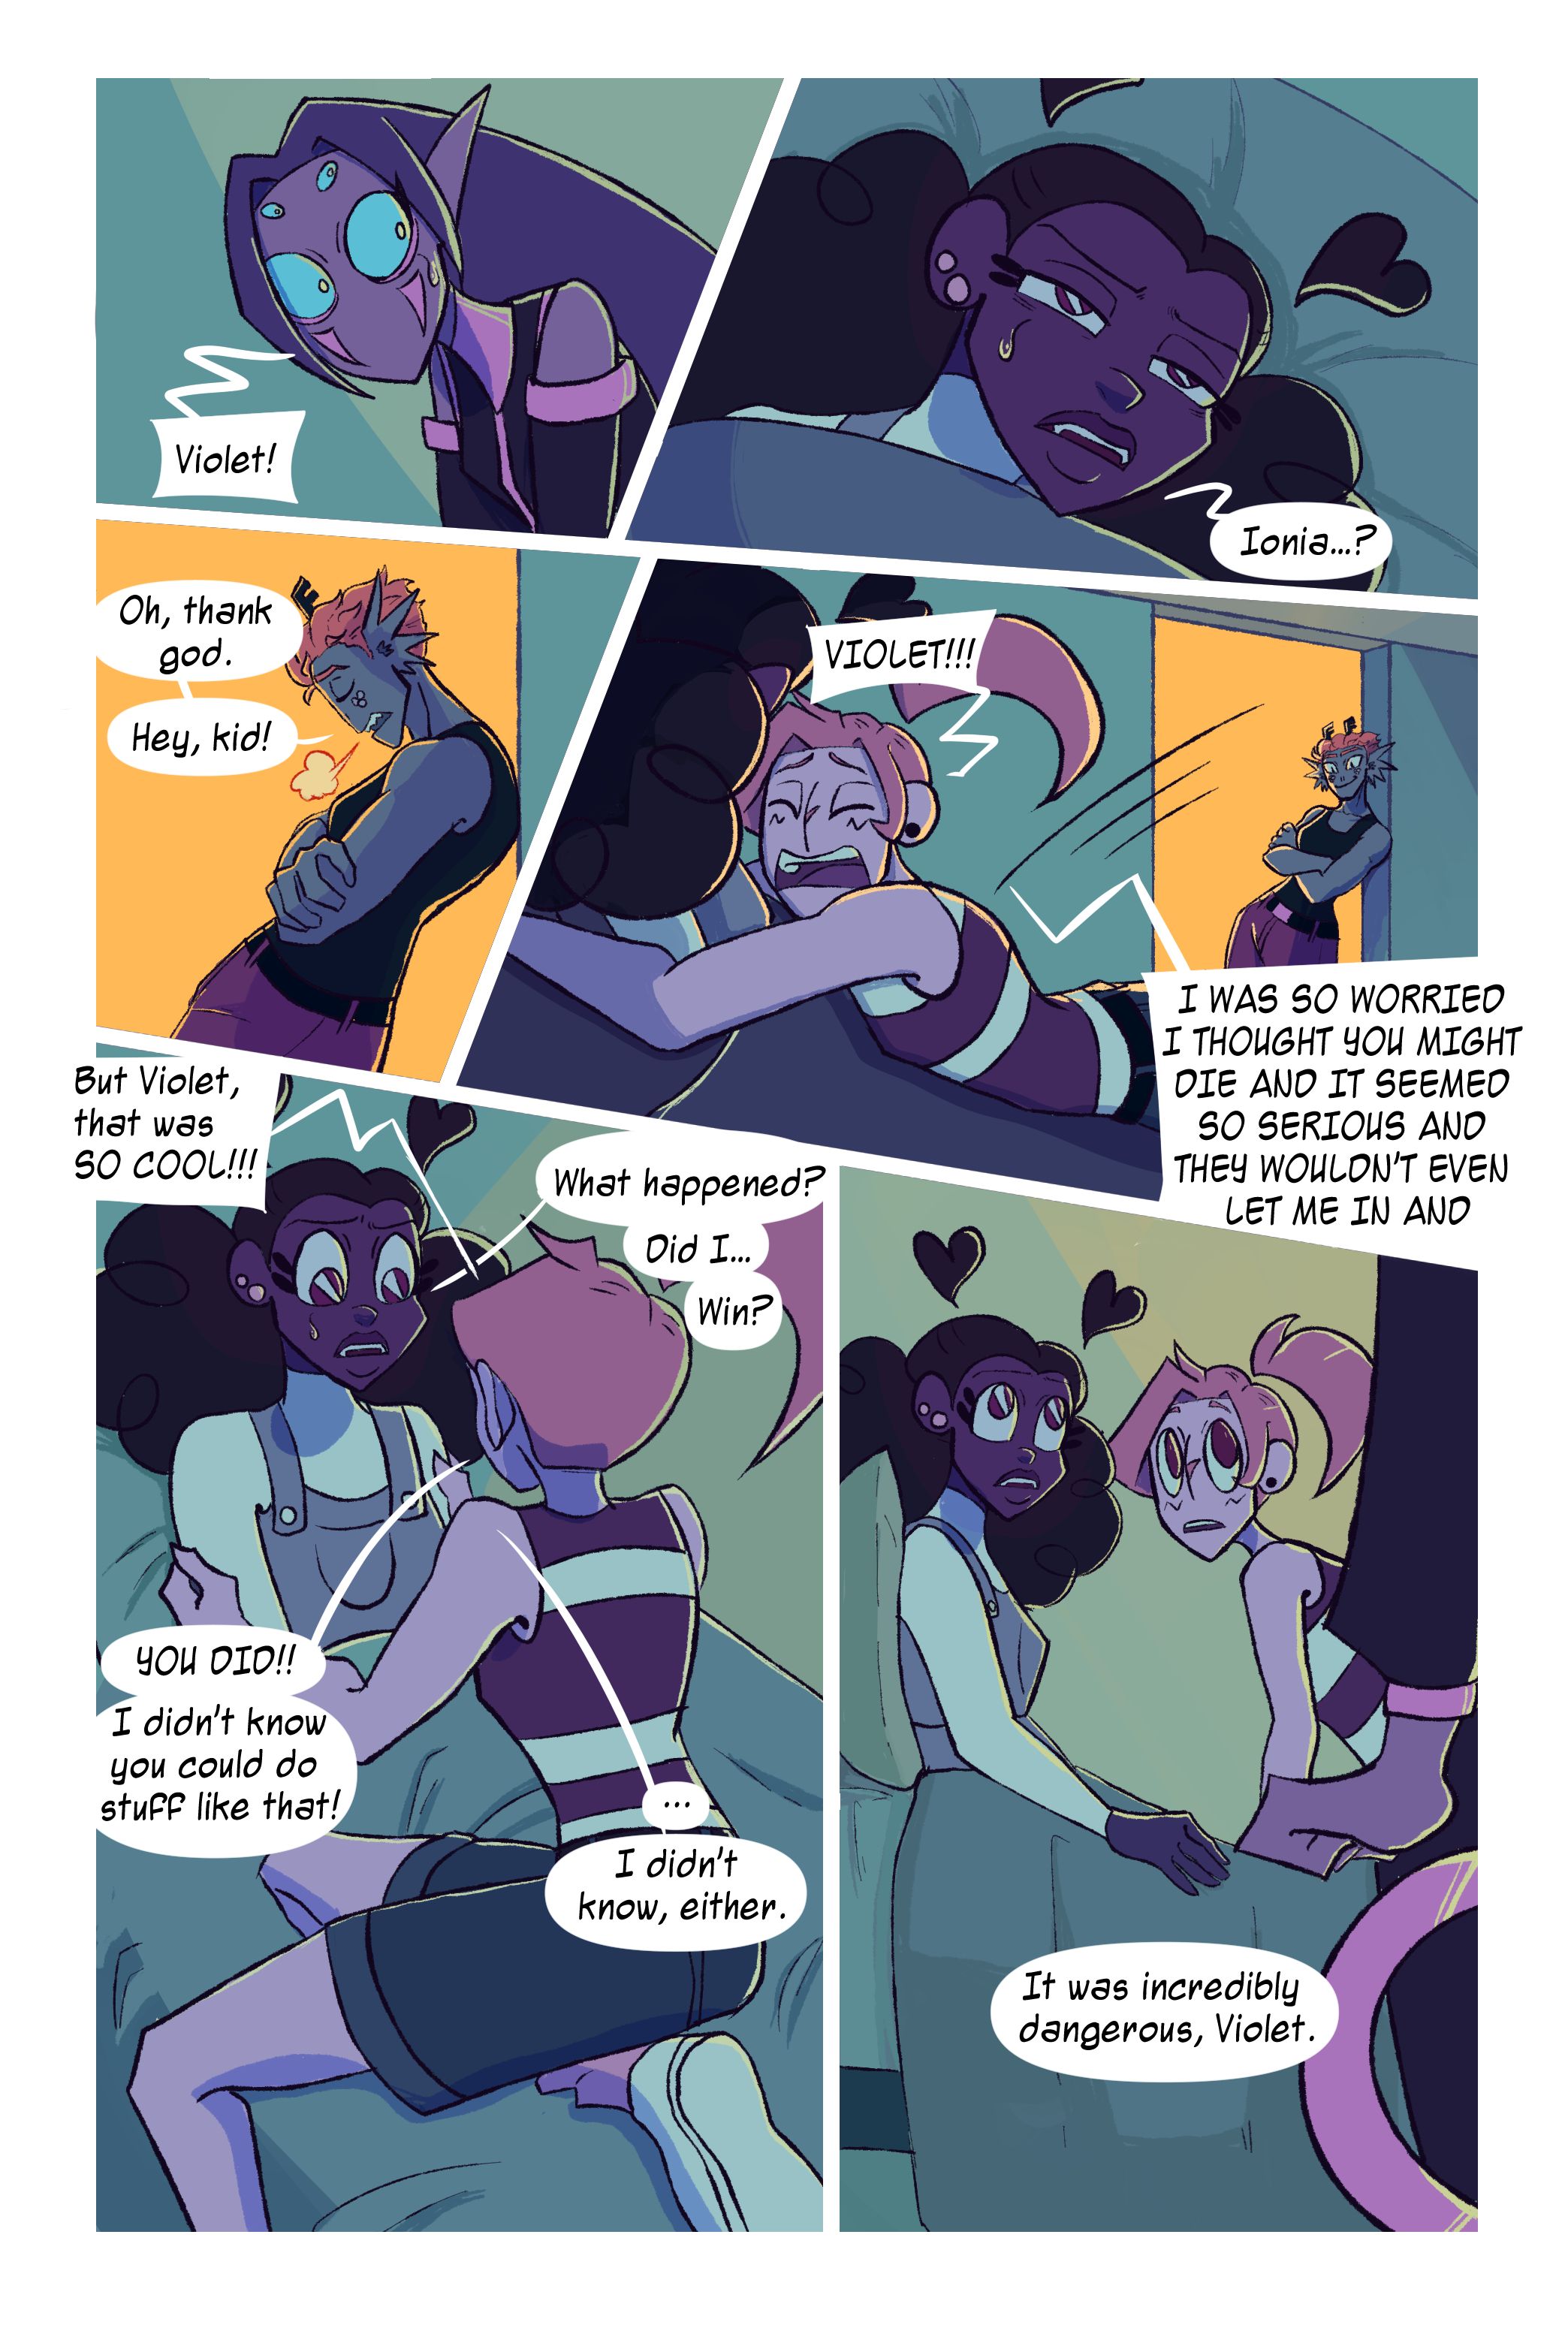 Violet!
Ionia...?
Oh, thank
god.
Hey, kid!
VIOLET!!!
I WAS SO WORRIED
I THOUGHT YOU MIGHT
DIE AND IT SEEMED
SO SERIOUS AND
THEY WOULDN'T EVEN
LET ME IN AND
But Violet,
that was
SO COOL!!!
What happened?
Did I...
Win?
YOU DID!!
I didn't know
you could do
stuff like that!
...
I didn't
know, either.
It was incredibly
dangerous, Violet.